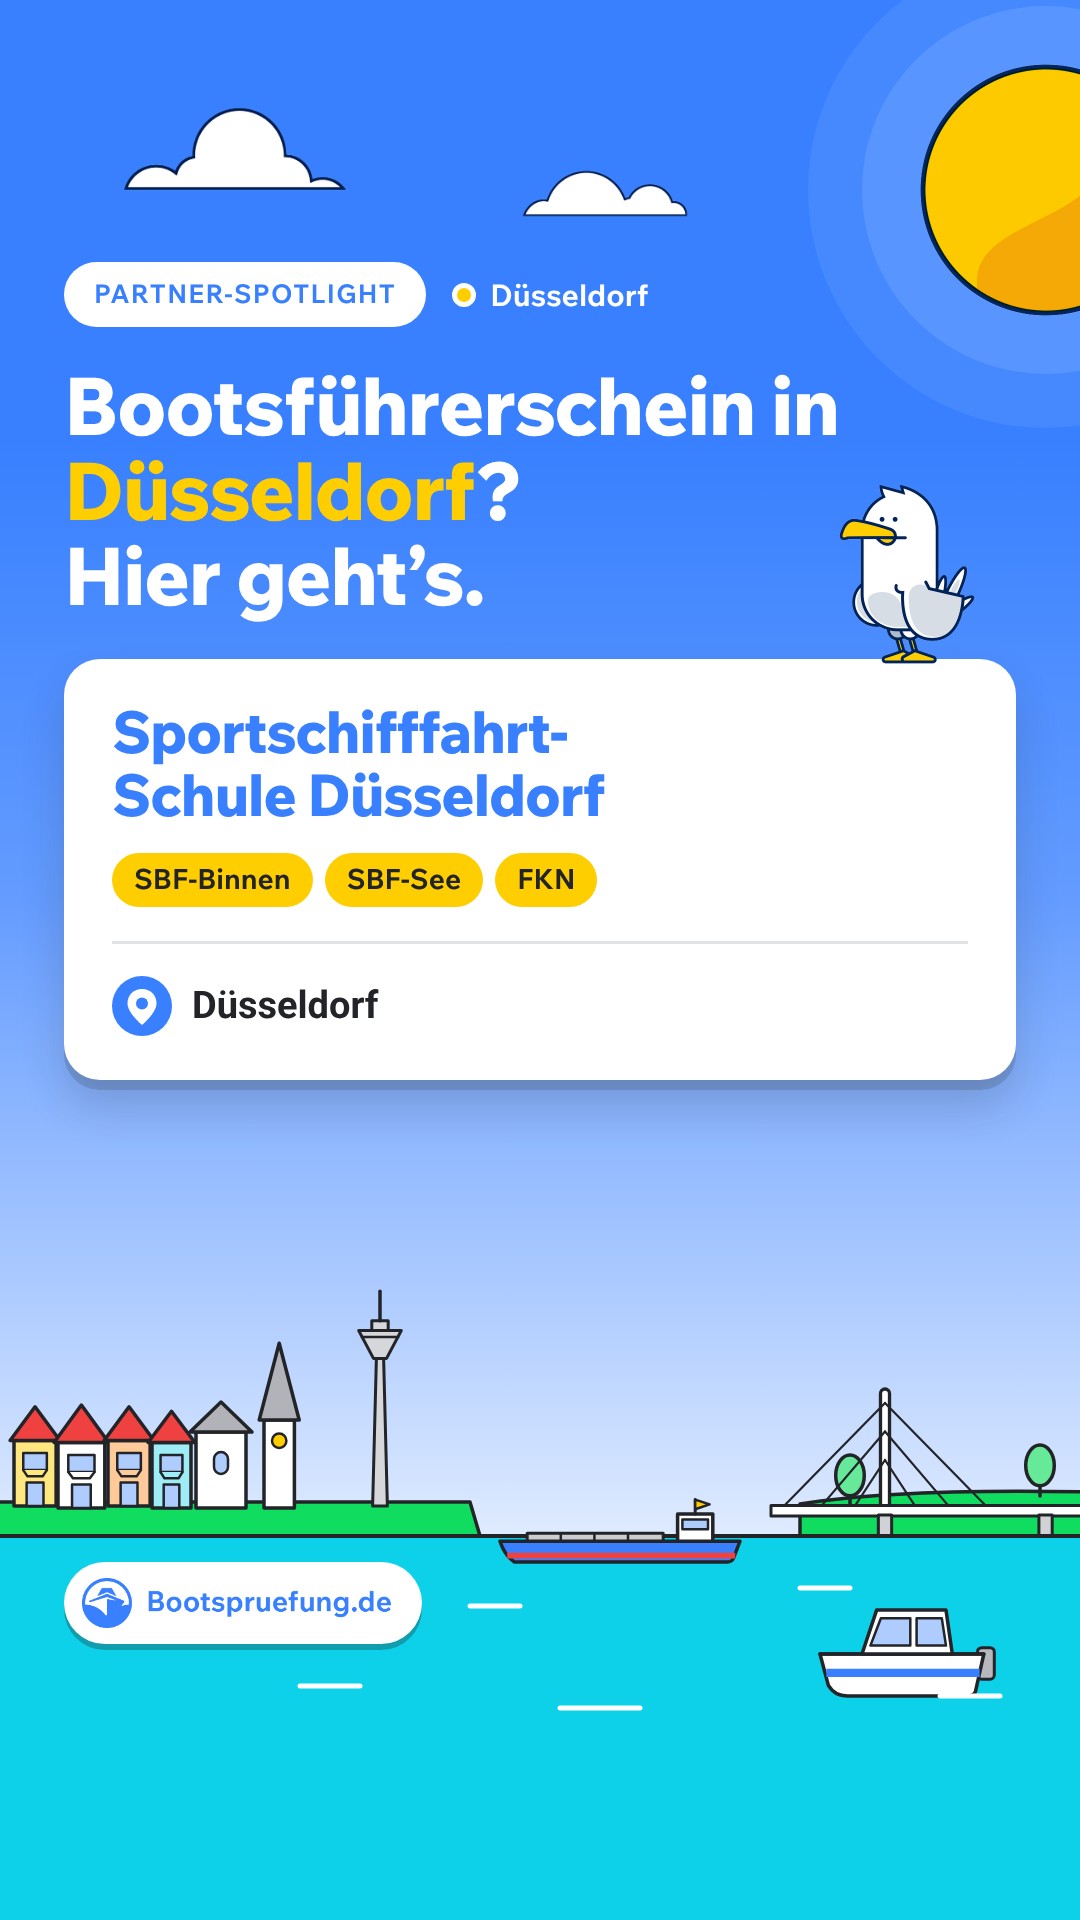 PARTNER-SPOTLIGHT
Düsseldorf
Bootsführerschein in
Düsseldorf?
Hier geht’s.
Sportschifffahrt-
Schule Düsseldorf
SBF-Binnen
SBF-See
FKN
Düsseldorf
Bootspruefung.de